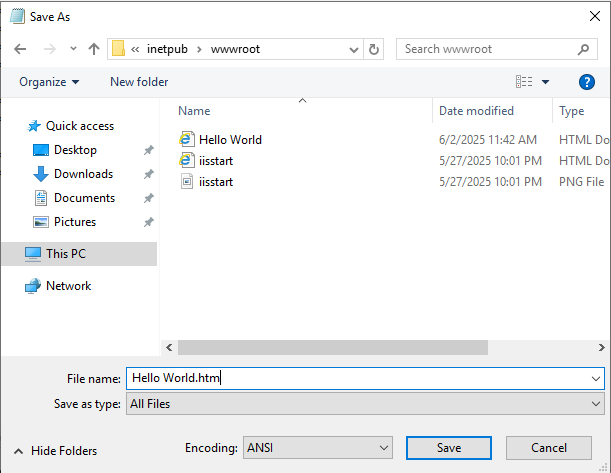 Save As
« inetpub › wwwroot
Search wwwroot
Organize
New folder
?
Name
Date modified
Type
Quick access
Desktop
Downloads
Documents
Pictures
This PC
Network
Hello World 6/2/2025 11:42 AM HTML Do
iisstart 5/27/2025 10:01 PM HTML Do
iisstart 5/27/2025 10:01 PM PNG File
File name: Hello World.htm
Save as type: All Files
Hide Folders
Encoding: ANSI
Save
Cancel